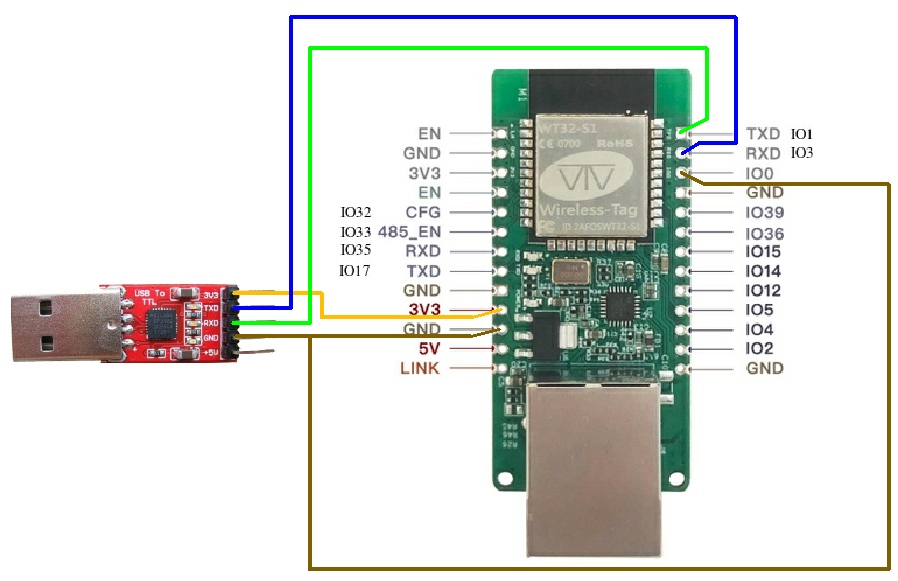 M1
WT32-S1
CE 0700 RoHS
Wireless-Tag
EN
GND
3V3
EN
IO32 CFG
IO33 485_EN
IO35 RXD
IO17 TXD
GND
3V3
GND
5V
LINK
TXD IO1
RXD IO3
IO0
GND
IO39
IO36
IO15
IO14
IO12
IO5
IO4
IO2
GND
USB To
TTL
3V3
TXD
RXD
GND
+5V